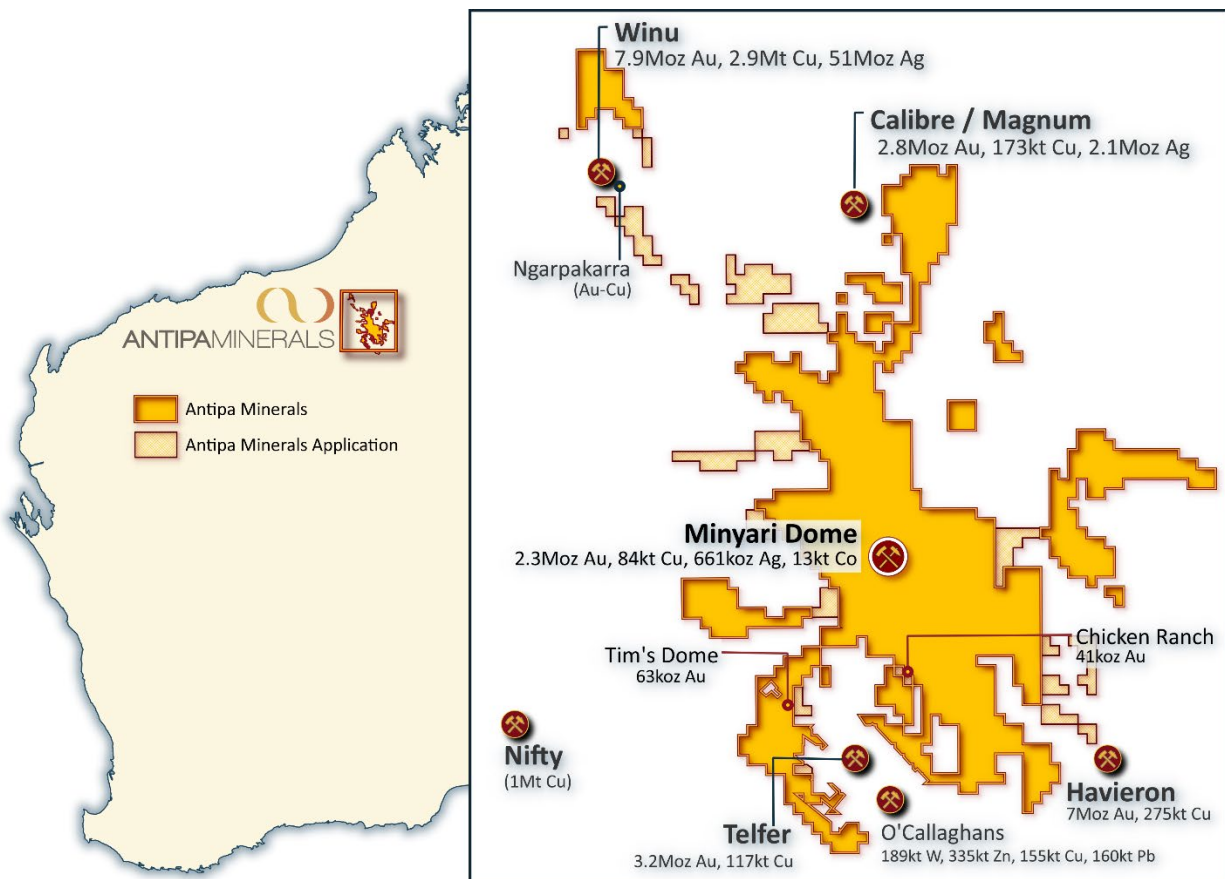 Winu
7.9Moz Au, 2.9Mt Cu, 51Moz Ag
Calibre / Magnum
2.8Moz Au, 173kt Cu, 2.1Moz Ag
Ngarpakarra
(Au-Cu)
ANTIPAMINERALS
Antipa Minerals
Antipa Minerals Application
Minyari Dome
2.3Moz Au, 84kt Cu, 661koz Ag, 13kt Co
Tim's Dome
63koz Au
Chicken Ranch
41koz Au
Nifty
(1Mt Cu)
Havieron
7Moz Au, 275kt Cu
Telfer
3.2Moz Au, 117kt Cu
O'Callaghans
189kt W, 335kt Zn, 155kt Cu, 160kt Pb